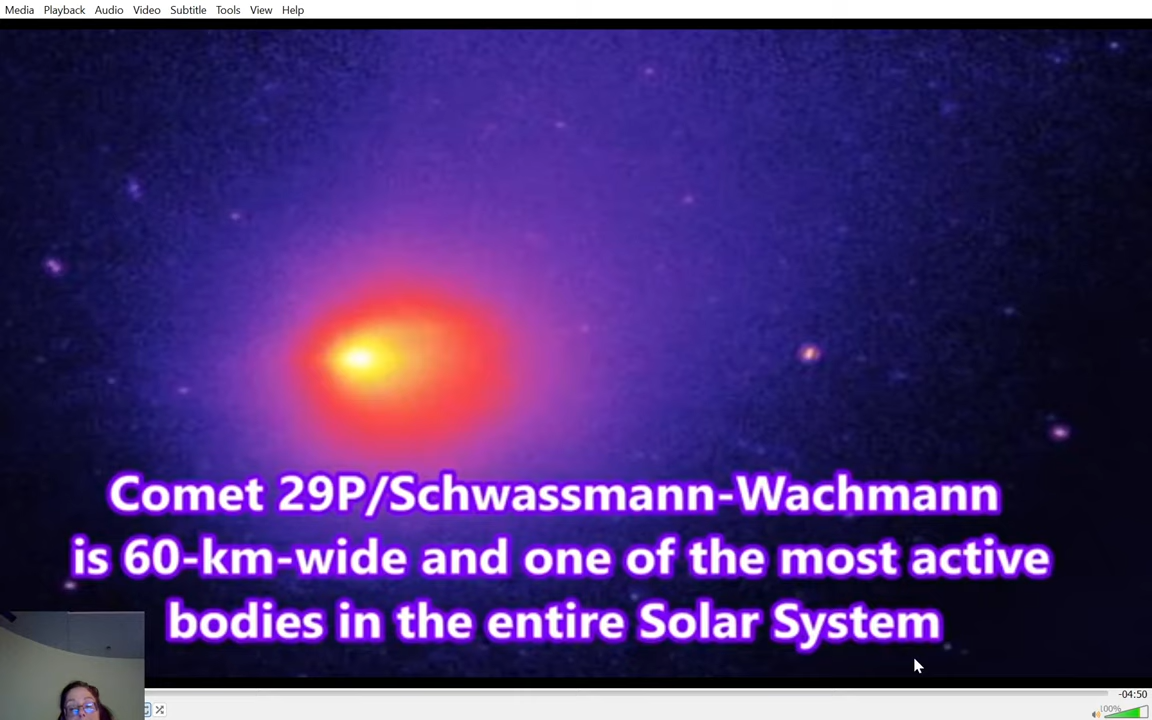 Media Playback Audio Video Subtitle Tools View Help
Comet 29P/Schwassmann-Wachmann
is 60-km-wide and one of the most active
bodies in the entire Solar System
-04:50
100%